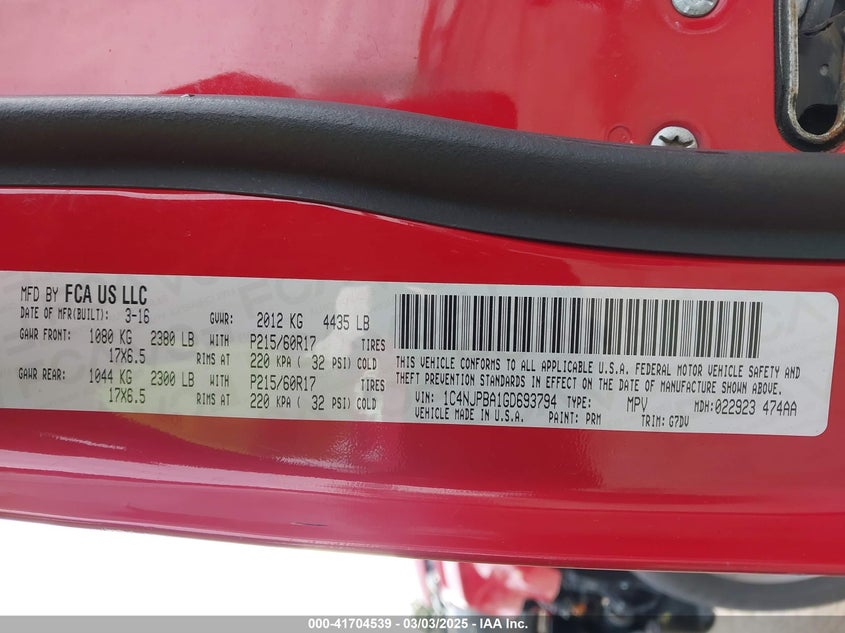 MFD BY FCA US LLC
DATE OF MFR(BUILT): 3-16 GVWR: 2012 KG 4435 LB
GAWR FRONT: 1080 KG 2380 LB WITH P215/60R17 TIRES
17X6.5 RIMS AT 220 KPA ( 32 PSI) COLD
GAWR REAR: 1044 KG 2300 LB WITH P215/60R17 TIRES
17X6.5 RIMS AT 220 KPA ( 32 PSI) COLD
THIS VEHICLE CONFORMS TO ALL APPLICABLE U.S.A. FEDERAL MOTOR VEHICLE SAFETY AND
THEFT PREVENTION STANDARDS IN EFFECT ON THE DATE OF MANUFACTURE SHOWN ABOVE.
VIN: 1C4NJPBA1GD693794 TYPE: MPV MDH: 022923 474AA
VEHICLE MADE IN U.S.A. PAINT: PRM TRIM: G7DV
000-41704539 - 03/03/2025 - IAA Inc.